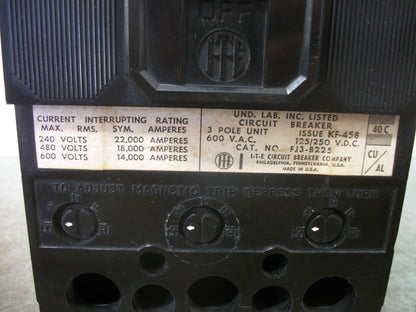 OFF
CURRENT INTERRUPTING RATING
MAX. RMS. SYM. AMPERES
240 VOLTS 22,000 AMPERES
480 VOLTS 18,000 AMPERES
600 VOLTS 14,000 AMPERES
UND. LAB. INC. LISTED
CIRCUIT BREAKER
3 POLE UNIT ISSUE KF-458
600 V.A.C. 125/250 V.D.C.
CAT. NO. FJ3-B225
I-T-E CIRCUIT BREAKER COMPANY
PHILADELPHIA, PENNSYLVANIA, U.S.A.
MADE IN U.S.A.
40 C
CU/
AL
TO ADJUST MAGNETIC TRIP DEPRESS THEN TURN